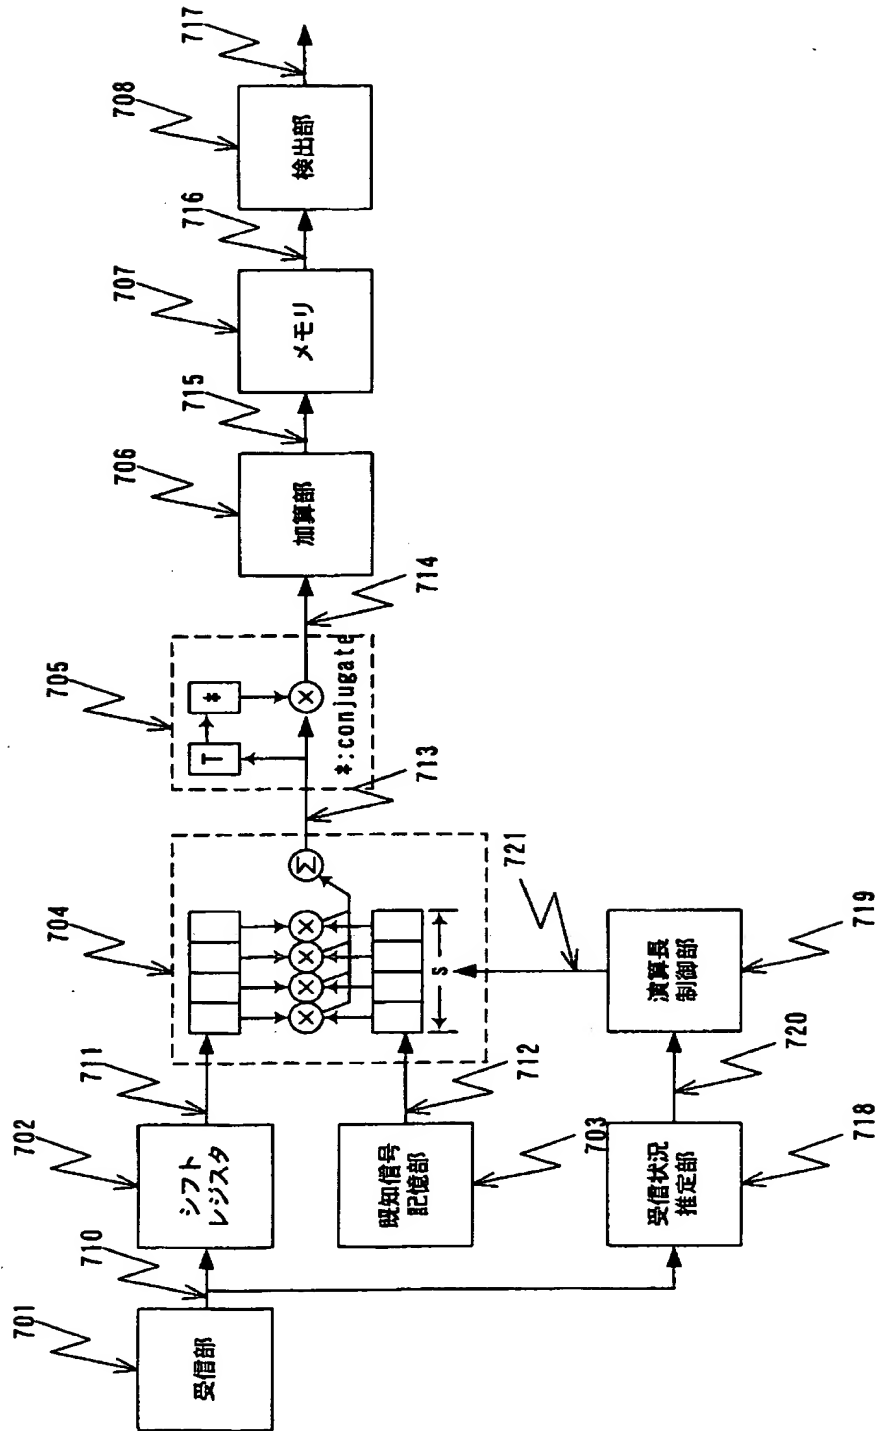 701
受信部
710
702
シフト
レジスタ
711
704
S
Σ
713
705
T
*
*:conjugate
714
706
加算部
715
707
メモリ
716
708
検出部
717
703
既知信号
記憶部
712
718
受信状況
推定部
720
719
演算長
制御部
721